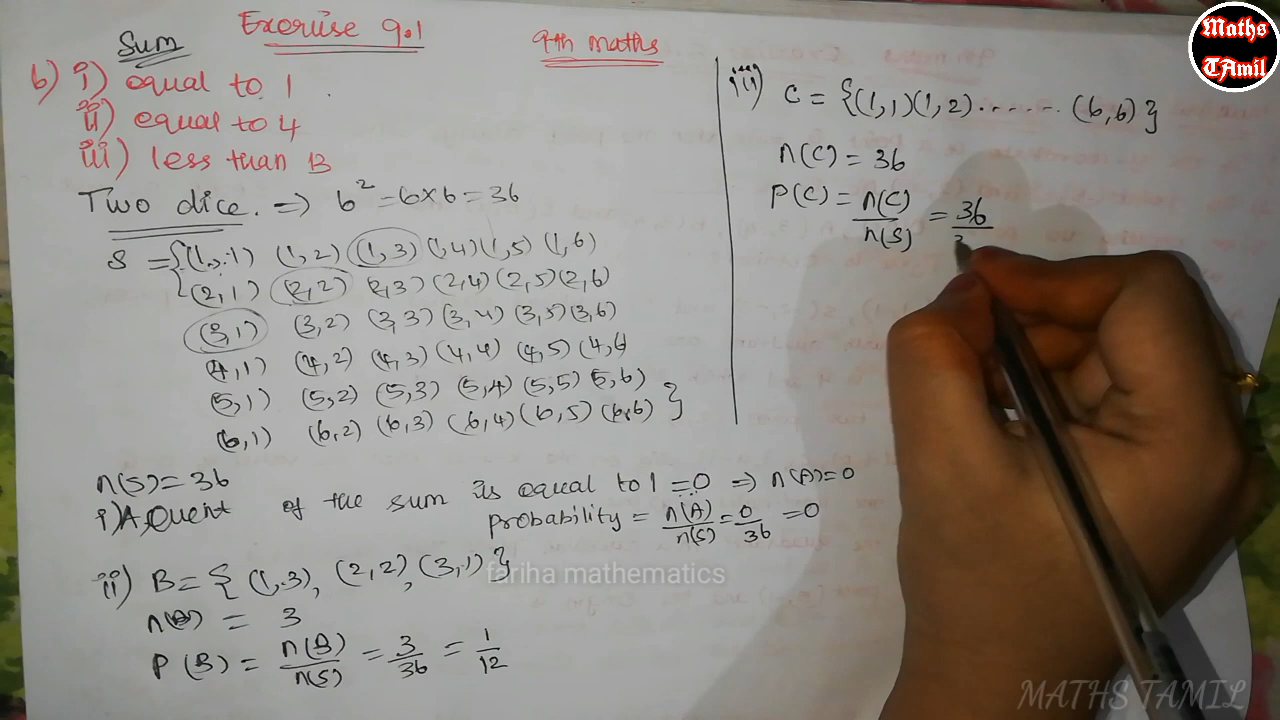 Exercise 9.1
9th maths
Maths
TAmil
Sum
6) i) equal to 1.
ii) equal to 4
iii) less than 13
Two dice. => 6² = 6×6 = 36
S = {(1,1) (1,2) (1,3) (1,4) (1,5) (1,6)
(2,1) (2,2) (2,3) (2,4) (2,5) (2,6)
(3,1) (3,2) (3,3) (3,4) (3,5) (3,6)
(4,1) (4,2) (4,3) (4,4) (4,5) (4,6)
(5,1) (5,2) (5,3) (5,4) (5,5) (5,6)
(6,1) (6,2) (6,3) (6,4) (6,5) (6,6) }
n(S) = 36
i) A, Event of the sum is equal to 1 = 0 => n(A) = 0
probability = n(A)/n(S) = 0/36 = 0
ii) B = { (1,3), (2,2), (3,1) }
n(B) = 3
P(B) = n(B)/n(S) = 3/36 = 1/12
iii) C = {(1,1)(1,2)........(6,6)}
n(C) = 36
P(C) = n(C)/n(S) = 36/3
fariha mathematics
MATHS TAMIL